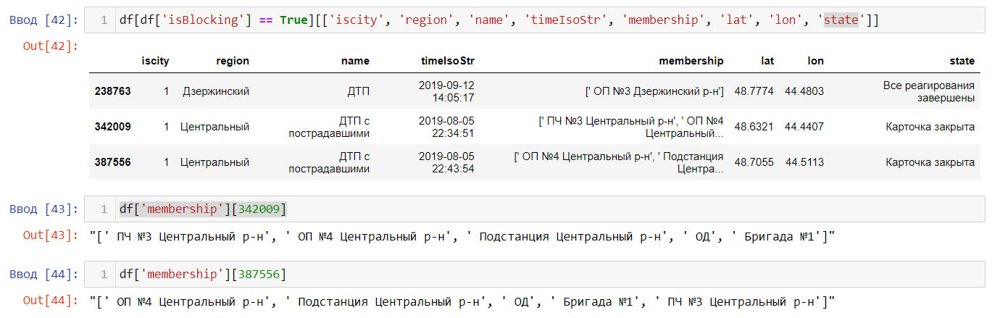 Ввод [42]: 1 df[df['isBlocking'] == True][['iscity', 'region', 'name', 'timeIsoStr', 'membership', 'lat', 'lon', 'state']]
Out[42]:
iscity region name timeIsoStr membership lat lon state
238763 1 Дзержинский ДТП 2019-09-12 14:05:17 [' ОП №3 Дзержинский р-н'] 48.7774 44.4803 Все реагирования завершены
342009 1 Центральный ДТП с пострадавшими 2019-08-05 22:34:51 [' ПЧ №3 Центральный р-н', ' ОП №4 Центральный... 48.6321 44.4407 Карточка закрыта
387556 1 Центральный ДТП с пострадавшими 2019-08-05 22:43:54 [' ОП №4 Центральный р-н', ' Подстанция Центра... 48.7055 44.5113 Карточка закрыта
Ввод [43]: 1 df['membership'][342009]
Out[43]: "[' ПЧ №3 Центральный р-н', ' ОП №4 Центральный р-н', ' Подстанция Центральный р-н', ' ОД', ' Бригада №1']"
Ввод [44]: 1 df['membership'][387556]
Out[44]: "[' ОП №4 Центральный р-н', ' Подстанция Центральный р-н', ' ОД', ' Бригада №1', ' ПЧ №3 Центральный р-н']"